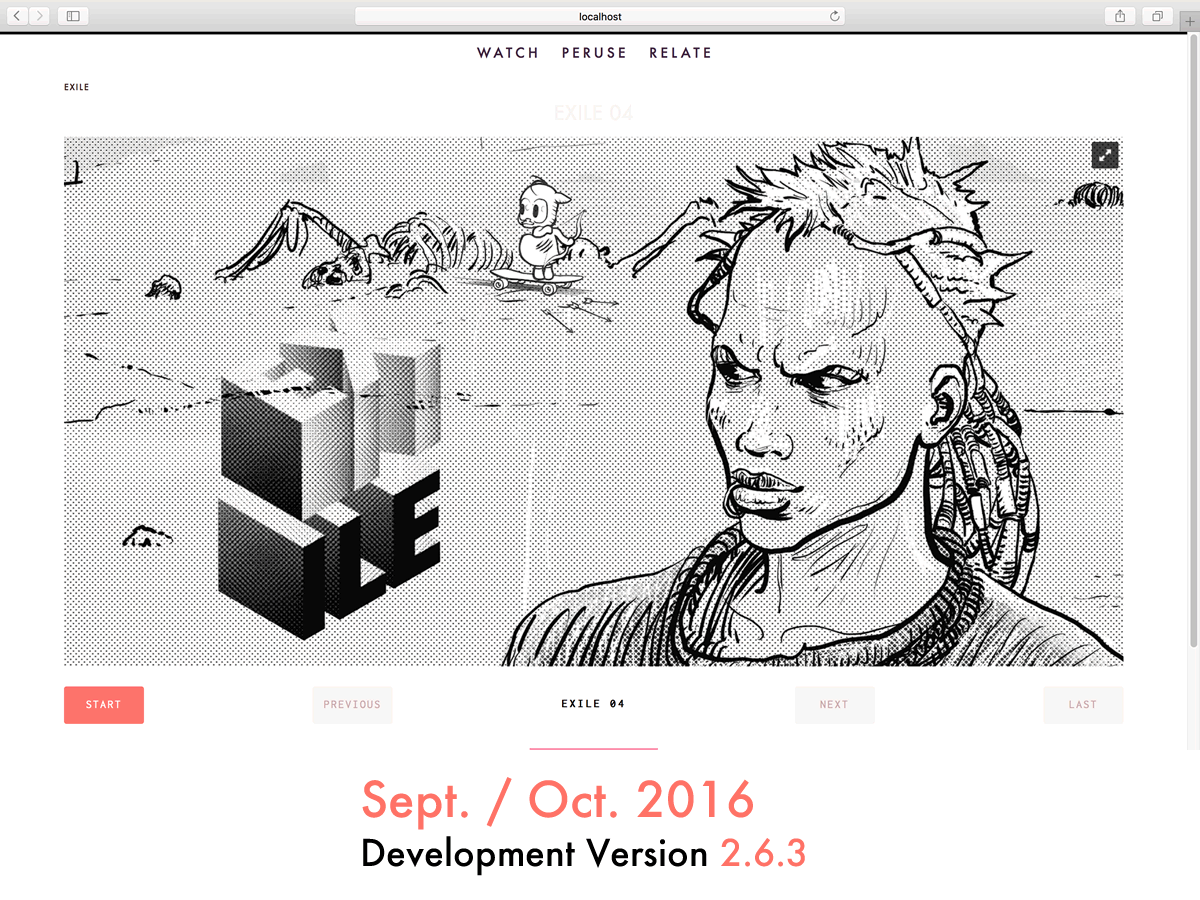 localhost
WATCH PERUSE RELATE
EXILE
EXILE 04
START PREVIOUS EXILE 04 NEXT LAST
Sept. / Oct. 2016
Development Version 2.6.3